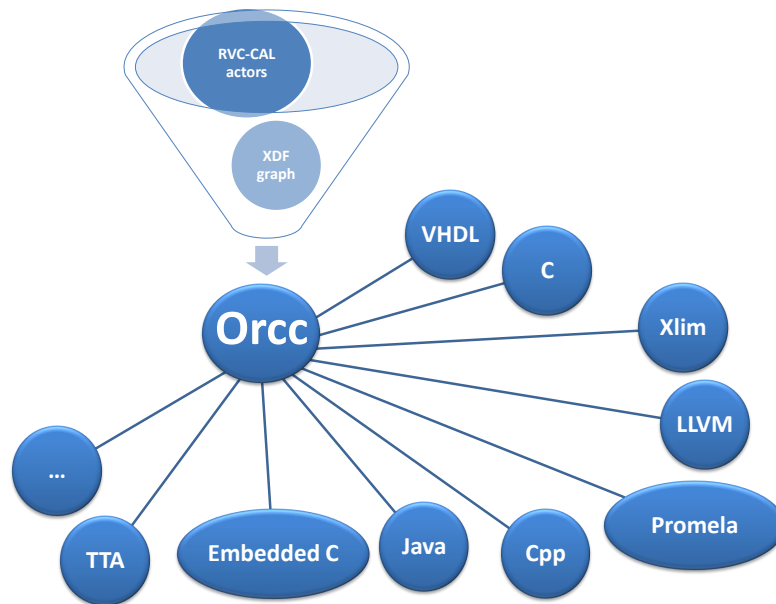 RVC-CAL
actors
XDF
graph
VHDL
C
Orcc
Xlim
LLVM
...
Promela
TTA
Embedded C
Java
Cpp